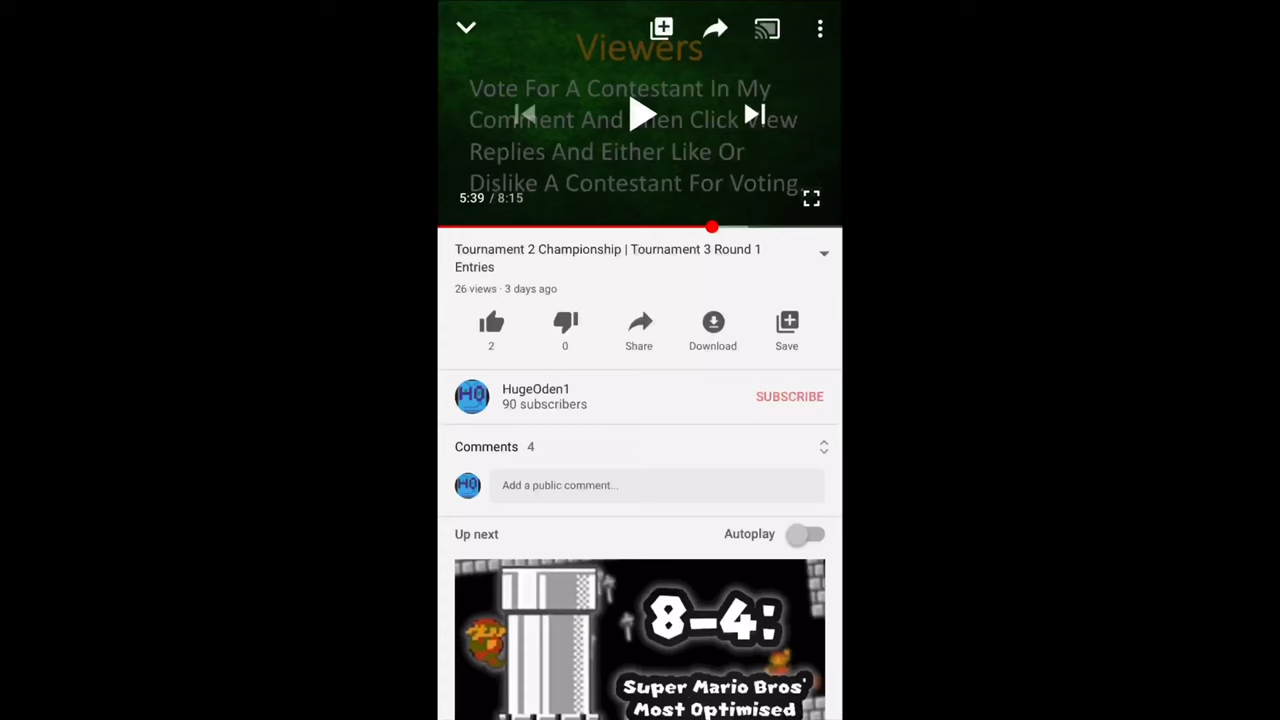 Viewers
Vote For A Contestant In My
Comment And Then Click View
Replies And Either Like Or
Dislike A Contestant For Voting.
5:39 / 8:15
Tournament 2 Championship | Tournament 3 Round 1
Entries
26 views · 3 days ago
2
0
Share
Download
Save
HQ
HugeOden1
90 subscribers
SUBSCRIBE
Comments 4
HQ
Add a public comment...
Up next
Autoplay
8-4:
Super Mario Bros'
Most Optimised